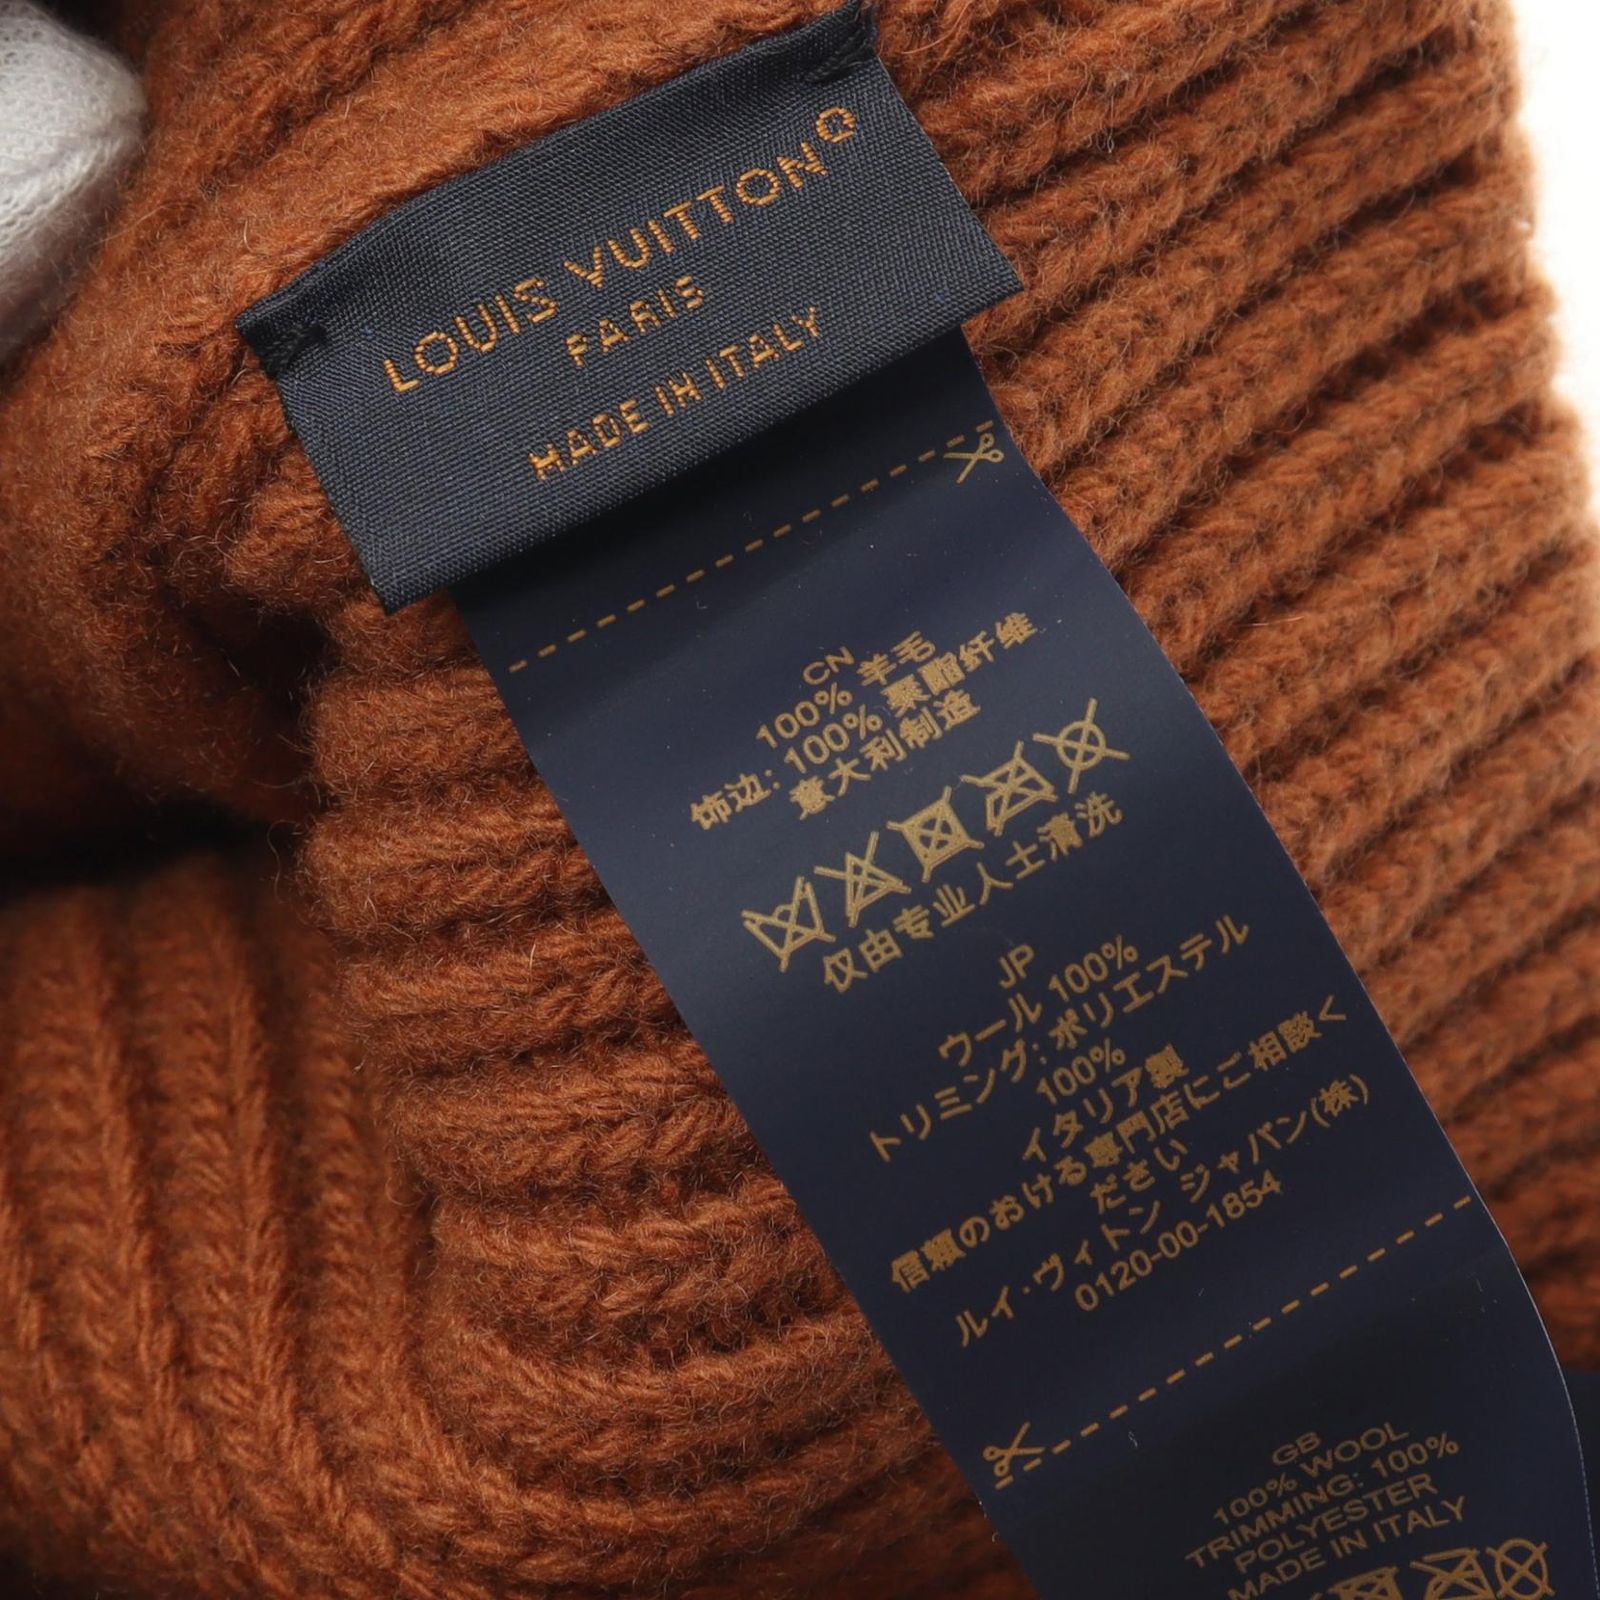 LOUIS VUITTON®
PARIS
MADE IN ITALY
CN
100% 羊毛
饰边: 100% 聚酯纤维
意大利制造
仅由专业人士清洗
JP
ウール 100%
トリミング: ポリエステル
100%
イタリア製
信頼のおける専門店にご相談く
ださい
ルイ・ヴィトン ジャパン(株)
0120-00-1854
GB
100% WOOL
TRIMMING: 100%
POLYESTER
MADE IN ITALY